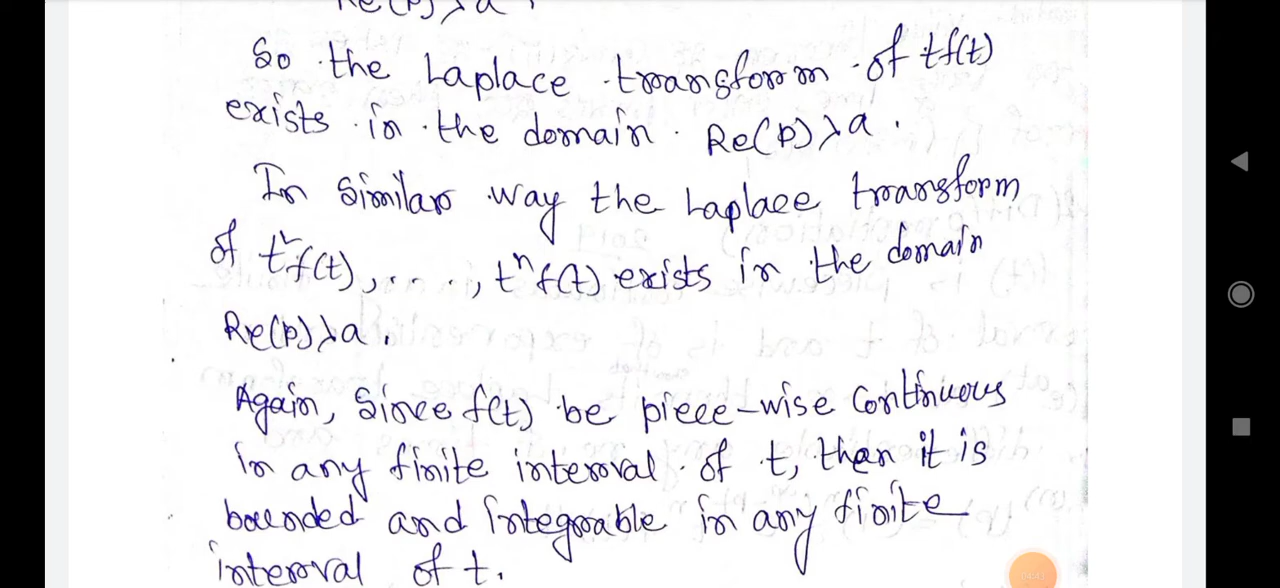 Re(p)>a.
So the Laplace transform of tf(t)
exists in the domain Re(p)>a.
In similar way the Laplace transform
of t²f(t), ...., tⁿf(t) exists in the domain
Re(p)>a.
Again, Since f(t) be piece-wise continuous
in any finite interval of t, then it is
bounded and integrable in any finite
interval of t.